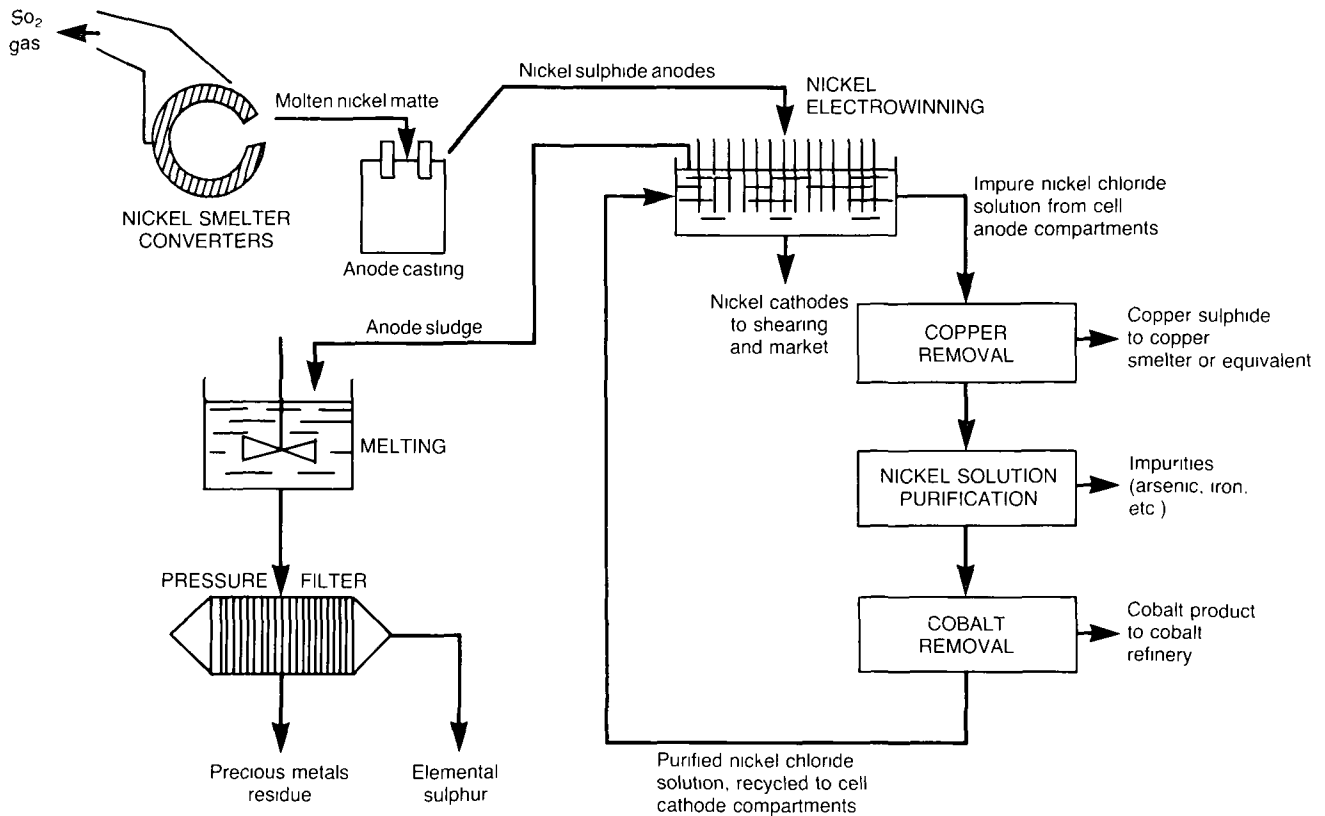 So2
gas
Molten nickel matte
Nickel sulphide anodes
NICKEL
ELECTROWINNING
NICKEL SMELTER
CONVERTERS
Anode casting
Impure nickel chloride
solution from cell
anode compartments
Nickel cathodes
to shearing
and market
Anode sludge
COPPER
REMOVAL
Copper sulphide
to copper
smelter or equivalent
MELTING
NICKEL SOLUTION
PURIFICATION
Impurities
(arsenic, iron,
etc )
PRESSURE FILTER
COBALT
REMOVAL
Cobalt product
to cobalt
refinery
Precious metals
residue
Elemental
sulphur
Purified nickel chloride
solution, recycled to cell
cathode compartments